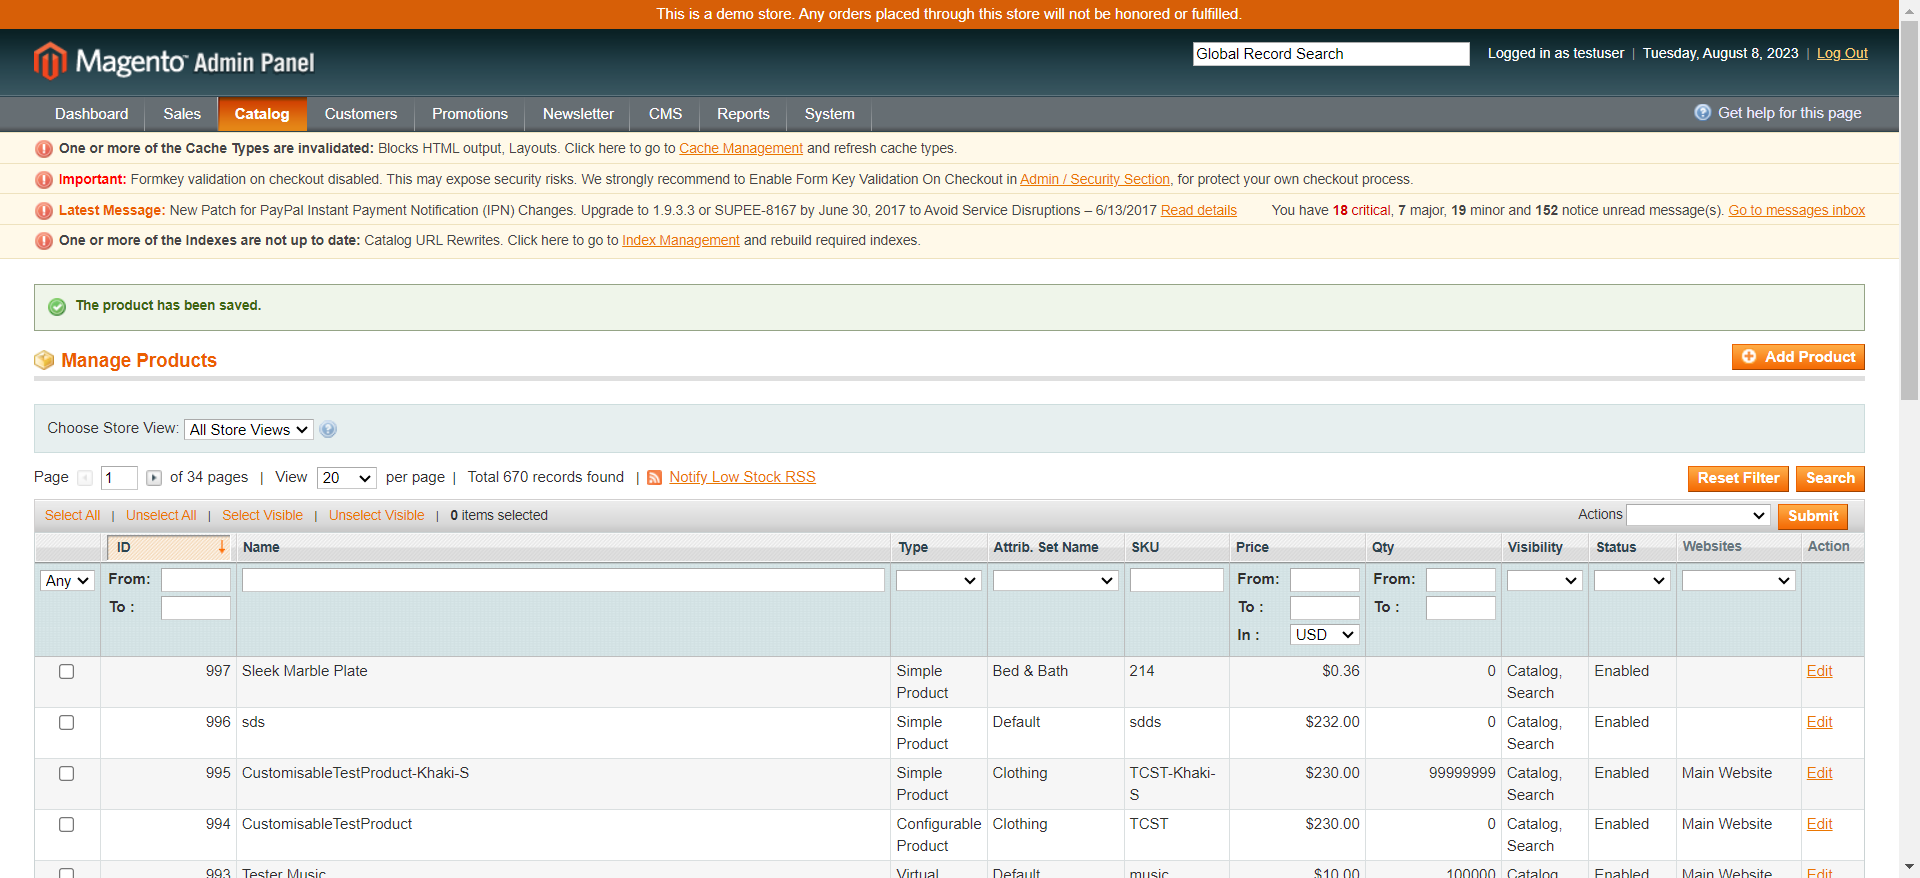 This is a demo store. Any orders placed through this store will not be honored or fulfilled.
Magento Admin Panel
Global Record Search
Logged in as testuser | Tuesday, August 8, 2023 | Log Out
Dashboard Sales Catalog Customers Promotions Newsletter CMS Reports System Get help for this page
One or more of the Cache Types are invalidated: Blocks HTML output, Layouts. Click here to go to Cache Management and refresh cache types.
Important: Formkey validation on checkout disabled. This may expose security risks. We strongly recommend to Enable Form Key Validation On Checkout in Admin / Security Section, for protect your own checkout process.
Latest Message: New Patch for PayPal Instant Payment Notification (IPN) Changes. Upgrade to 1.9.3.3 or SUPEE-8167 by June 30, 2017 to Avoid Service Disruptions – 6/13/2017 Read details You have 18 critical, 7 major, 19 minor and 152 notice unread message(s). Go to messages inbox
One or more of the Indexes are not up to date: Catalog URL Rewrites. Click here to go to Index Management and rebuild required indexes.
The product has been saved.
Manage Products
Add Product
Choose Store View: All Store Views
Page 1 of 34 pages | View 20 per page | Total 670 records found | Notify Low Stock RSS
Reset Filter Search
Select All | Unselect All | Select Visible | Unselect Visible | 0 items selected
Actions Submit
ID Name Type Attrib. Set Name SKU Price Qty Visibility Status Websites Action
Any From: From: From:
To : To : To :
In : USD
997 Sleek Marble Plate Simple Bed & Bath 214 $0.36 0 Catalog, Enabled Edit
Product Search
996 sds Simple Default sdds $232.00 0 Catalog, Enabled Edit
Product Search
995 CustomisableTestProduct-Khaki-S Simple Clothing TCST-Khaki- $230.00 99999999 Catalog, Enabled Main Website Edit
Product S Search
994 CustomisableTestProduct Configurable Clothing TCST $230.00 0 Catalog, Enabled Main Website Edit
Product Search
993 Tester Music Virtual Default music $10.00 100000 Catalog, Enabled Main Website Edit